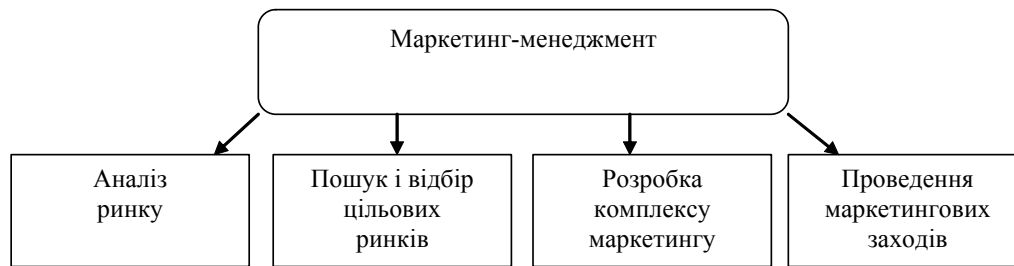 Маркетинг-менеджмент
Аналіз
ринку
Пошук і відбір
цільових
ринків
Розробка
комплексу
маркетингу
Проведення
маркетингових
заходів